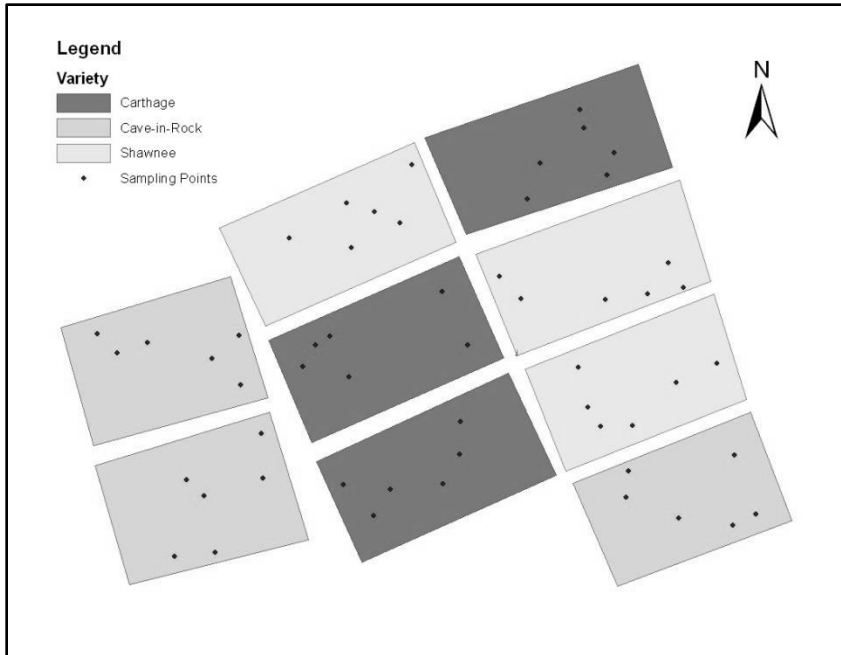 Legend
Variety
Carthage
Cave-in-Rock
Shawnee
Sampling Points
N